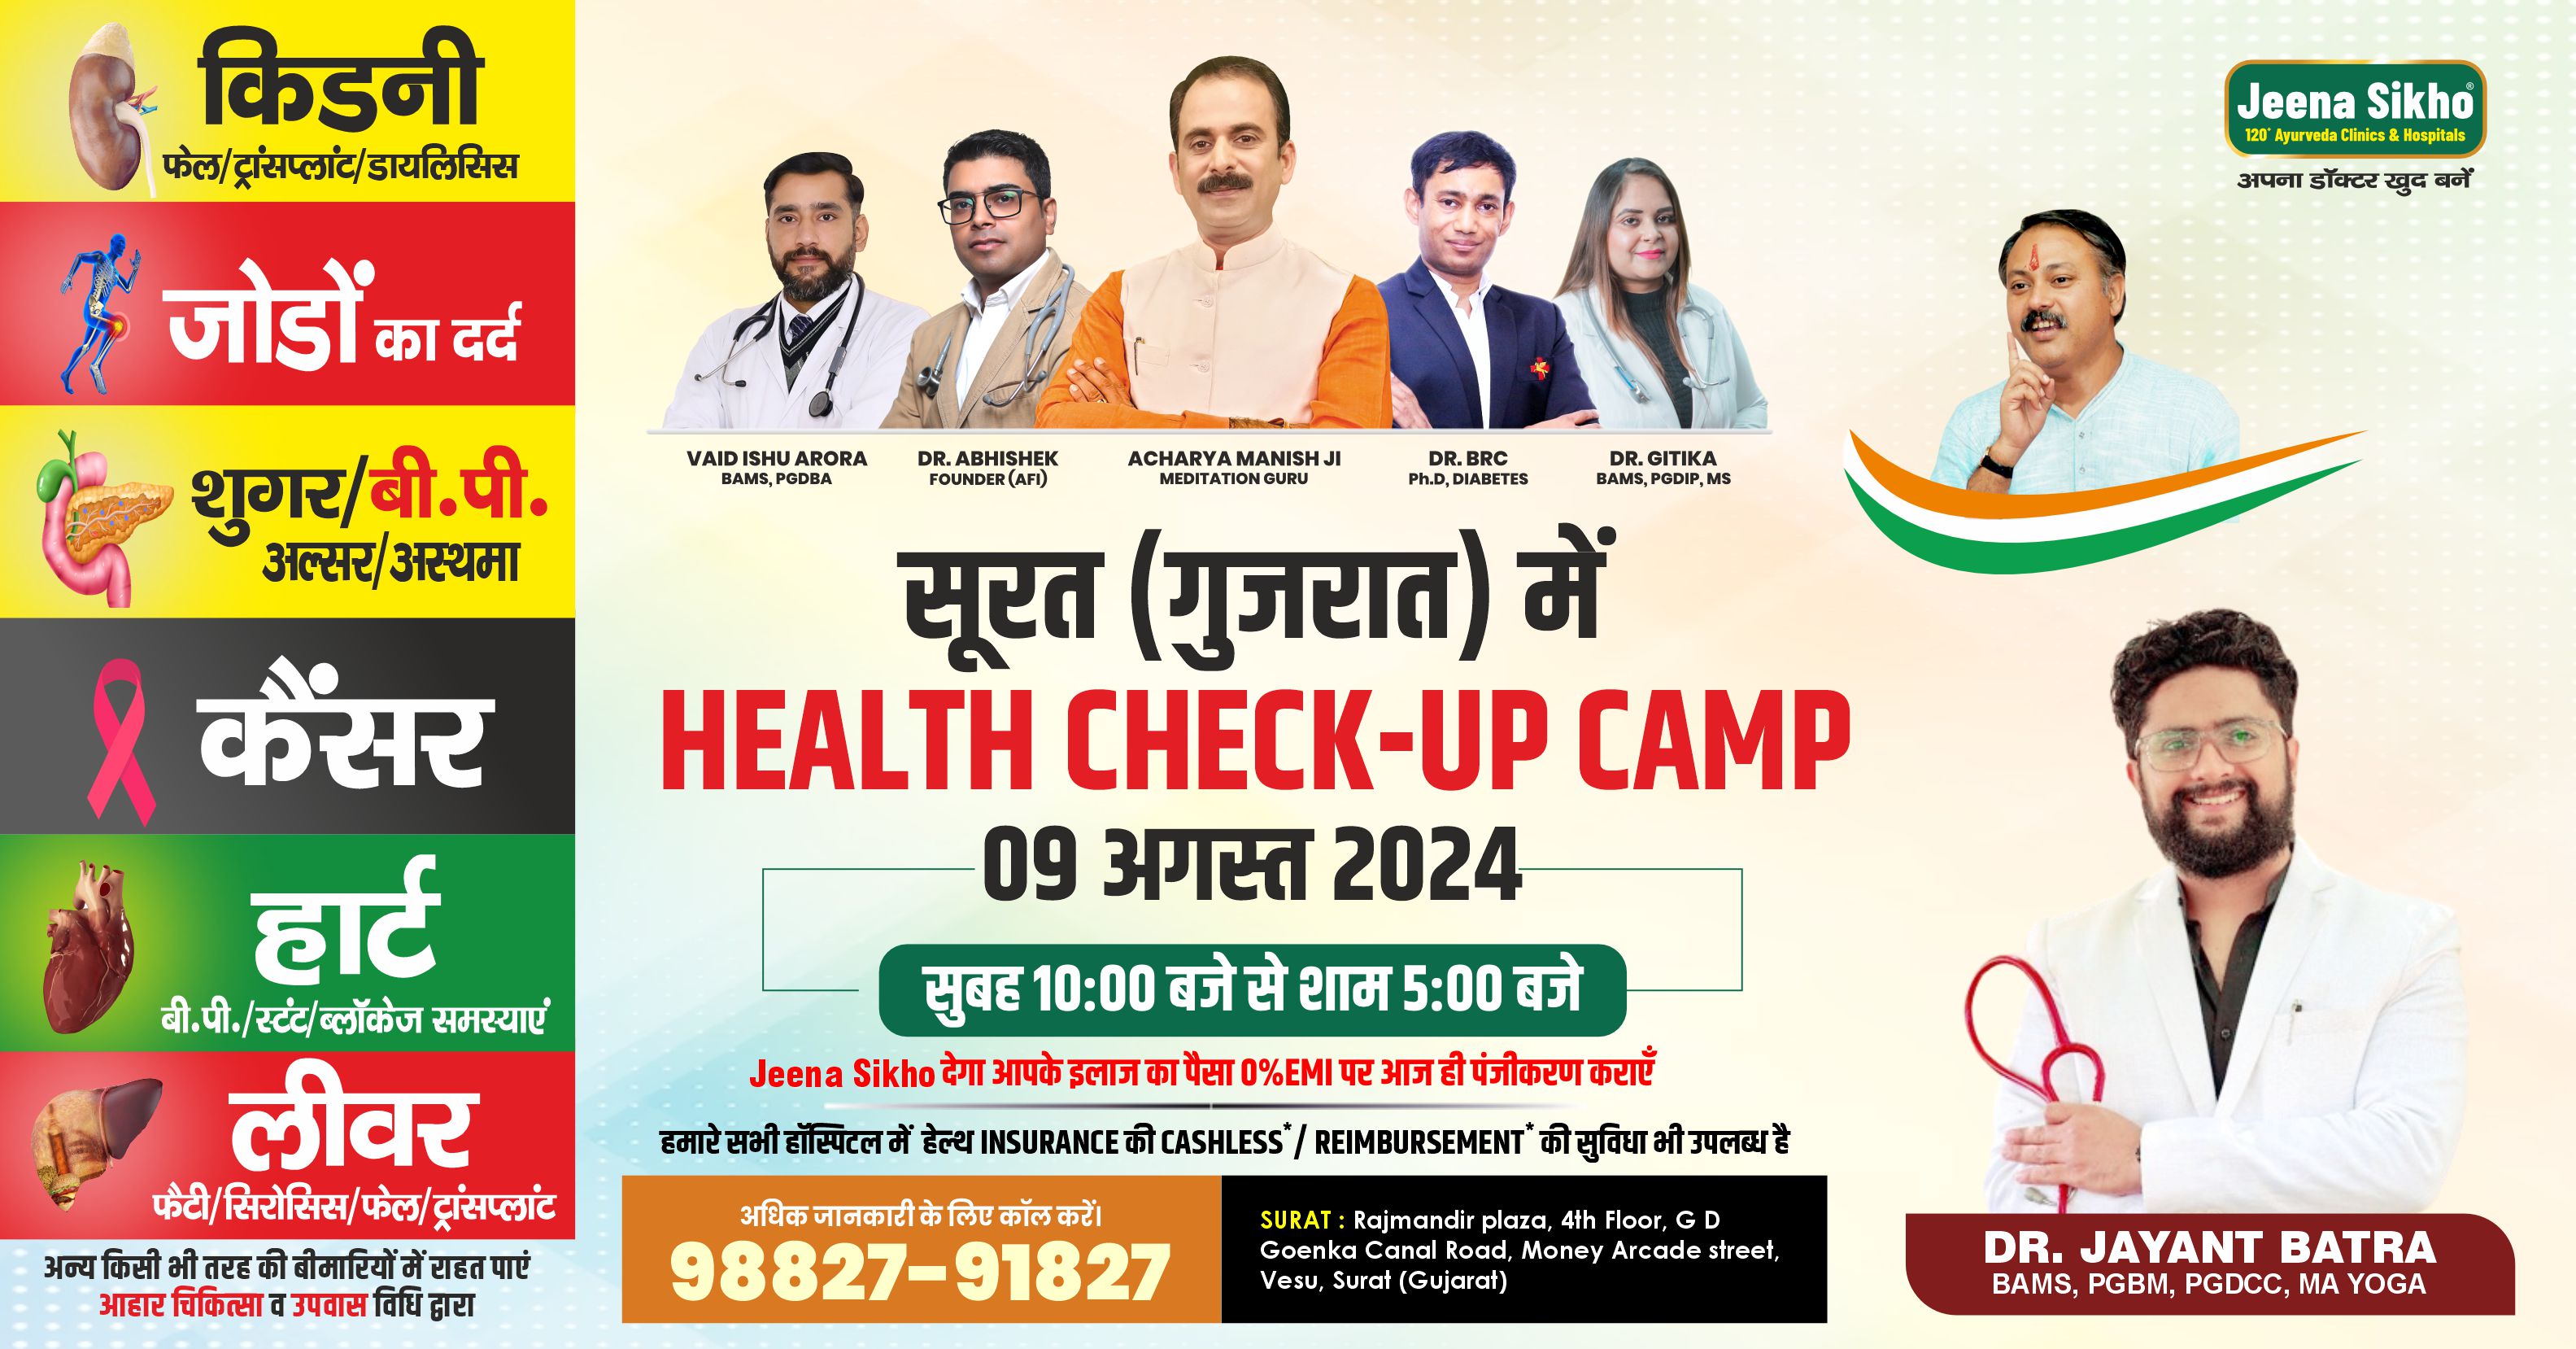 किडनी
फेल/ट्रांसप्लांट/डायलिसिस
जोडों का दर्द
शुगर/बी.पी.
अल्सर/अस्थमा
कैंसर
हार्ट
बी.पी./स्टंट/ब्लॉकेज समस्याएं
लीवर
फैटी/सिरोसिस/फेल/ट्रांसप्लांट
अन्य किसी भी तरह की बीमारियों में राहत पाएं
आहार चिकित्सा व उपवास विधि द्वारा
Jeena Sikho®
120+ Ayurveda Clinics & Hospitals
अपना डॉक्टर खुद बनें
VAID ISHU ARORA
BAMS, PGDBA
DR. ABHISHEK
FOUNDER (AFI)
ACHARYA MANISH JI
MEDITATION GURU
DR. BRC
Ph.D, DIABETES
DR. GITIKA
BAMS, PGDIP, MS
सूरत (गुजरात) में
HEALTH CHECK-UP CAMP
09 अगस्त 2024
सुबह 10:00 बजे से शाम 5:00 बजे
Jeena Sikho देगा आपके इलाज का पैसा 0%EMI पर आज ही पंजीकरण कराएँ
हमारे सभी हॉस्पिटल में हेल्थ INSURANCE की CASHLESS*/ REIMBURSEMENT* की सुविधा भी उपलब्ध है
अधिक जानकारी के लिए कॉल करें।
98827-91827
SURAT : Rajmandir plaza, 4th Floor, G D
Goenka Canal Road, Money Arcade street,
Vesu, Surat (Gujarat)
DR. JAYANT BATRA
BAMS, PGBM, PGDCC, MA YOGA